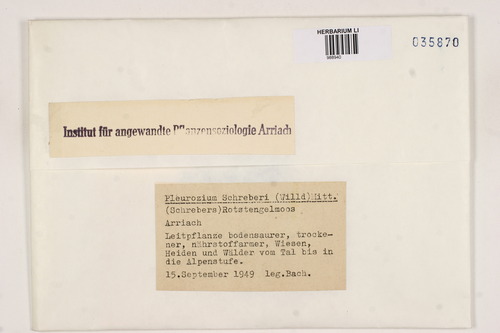 HERBARIUM LI
988940
035870
Institut für angewandte Pflanzensoziologie Arriach
Pleurozium Schreberi (Willd)Mitt.
(Schrebers)Rotstengelmoos
Arriach
Leitpflanze bodensaurer, trocke-
ner, nährstoffarmer, Wiesen,
Heiden und Wälder vom Tal bis in
die Alpenstufe.
15.September 1949 leg.Bach.